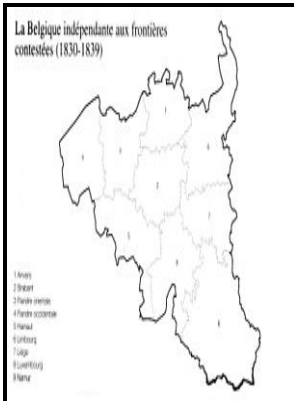 La Belgique indépendante aux frontières
contestées (1830-1839)
1 Anvers
2 Brabant
3 Flandre orientale
4 Flandre occidentale
5 Hainaut
6 Limbourg
7 Liège
8 Luxembourg
9 Namur